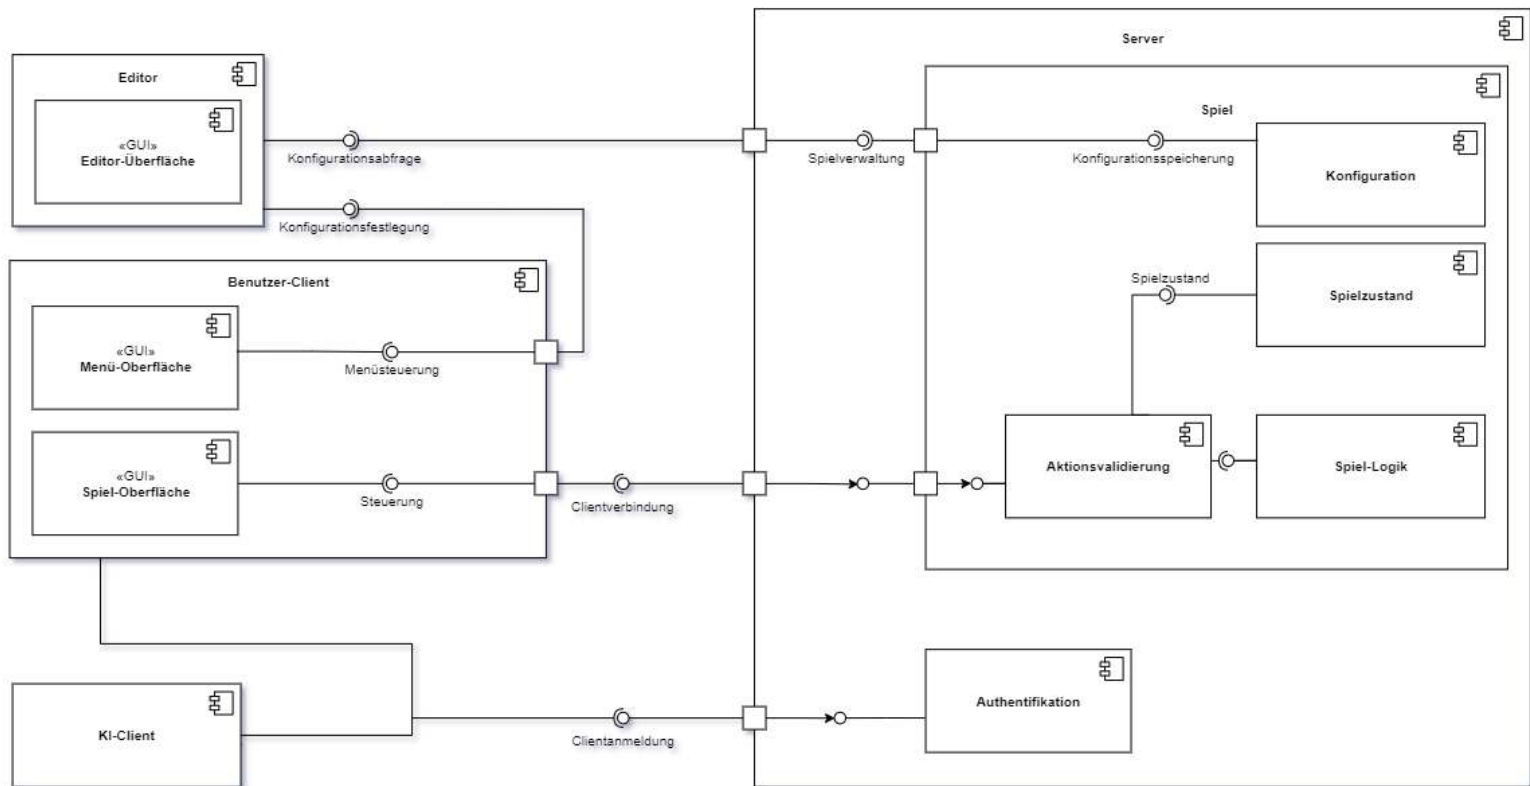 Server
Editor
Spiel
«GUI»
Editor-Überfläche
Konfigurationsabfrage
Spielverwaltung
Konfigurationsspeicherung
Konfiguration
Konfigurationsfestlegung
Benutzer-Client
Spielzustand
Spielzustand
«GUI»
Menü-Oberfläche
Menüsteuerung
«GUI»
Spiel-Oberfläche
Steuerung
Clientverbindung
Aktionsvalidierung
Spiel-Logik
Authentifikation
KI-Client
Clientanmeldung